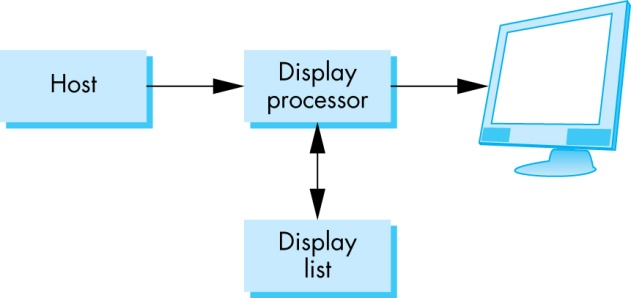 Host
Display
processor
Display
list